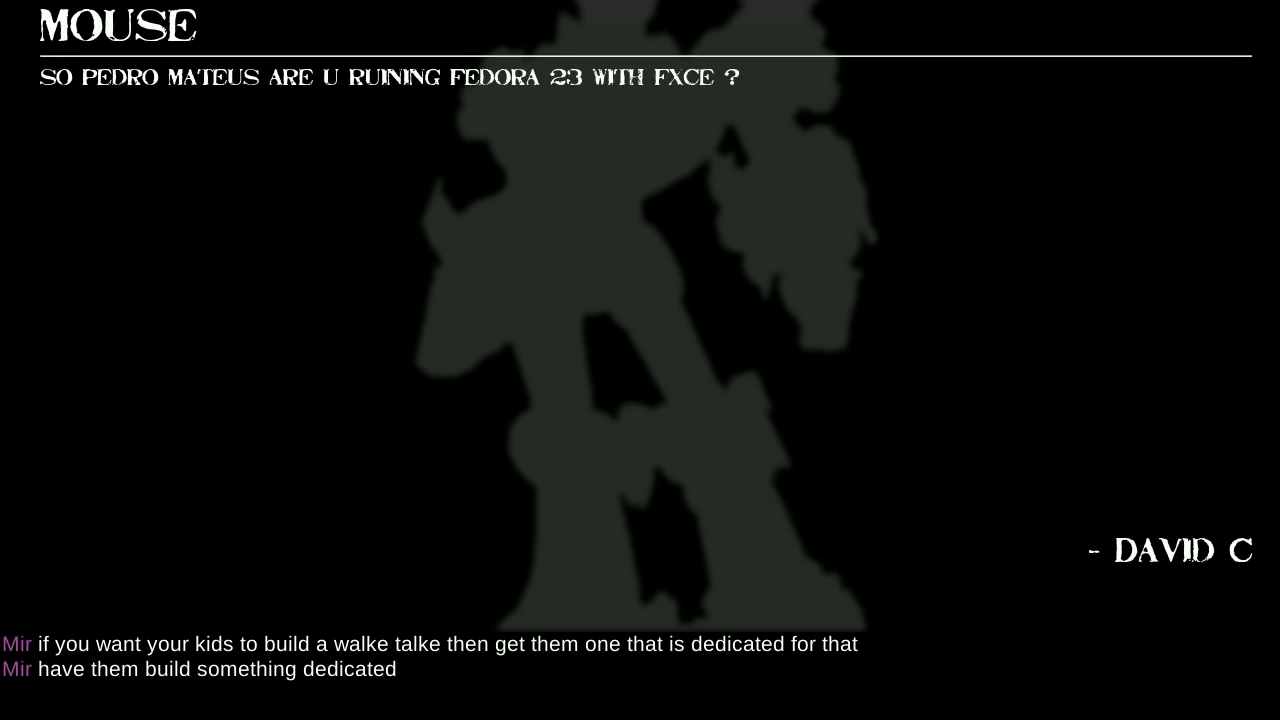 MOUSE
SO PEDRO MATEUS ARE U RUINING FEDORA 23 WITH FXCE ?
- DAVID C
Mir if you want your kids to build a walke talke then get them one that is dedicated for that
Mir have them build something dedicated